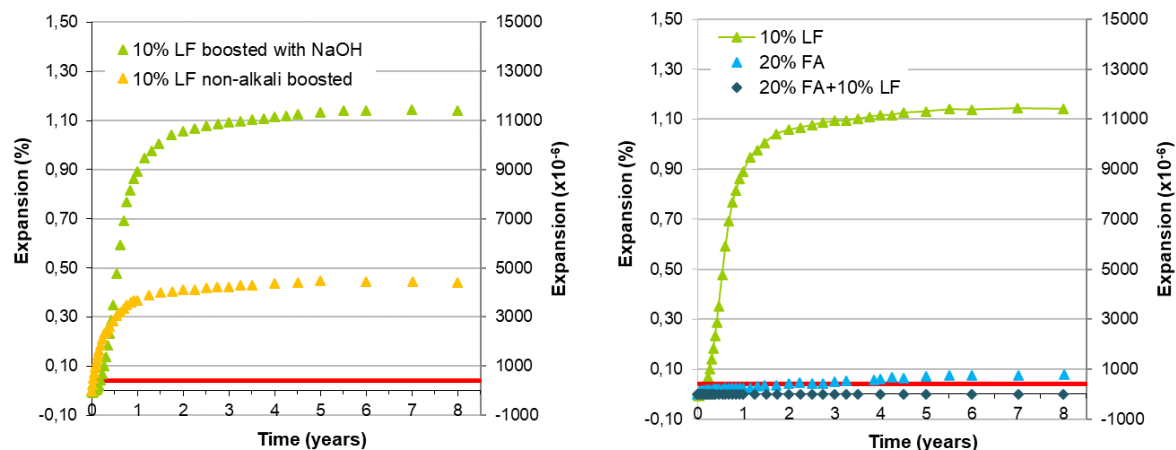 1,50
1,30
1,10
0,90
0,70
0,50
0,30
0,10
-0,10
Expansion (%)
10% LF boosted with NaOH
10% LF non-alkali boosted
15000
13000
11000
9000
7000
5000
3000
1000
-1000
Expansion (x10-6)
0 1 2 3 4 5 6 7 8
Time (years)
1,50
1,30
1,10
0,90
0,70
0,50
0,30
0,10
-0,10
Expansion (%)
10% LF
20% FA
20% FA+10% LF
15000
13000
11000
9000
7000
5000
3000
1000
-1000
Expansion (x10-6)
0 1 2 3 4 5 6 7 8
Time (years)